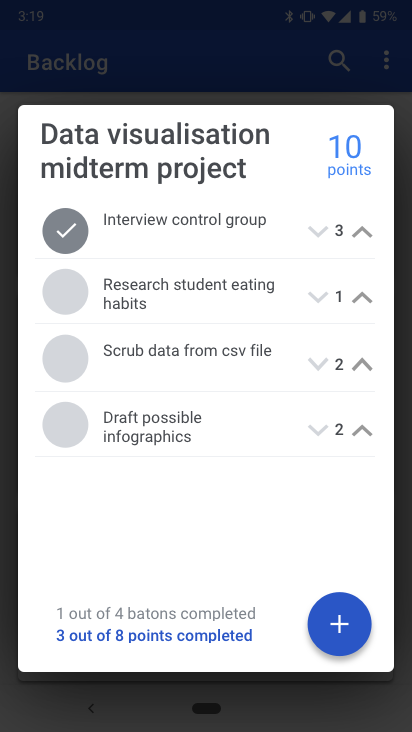 3:19
59%
Backlog
Data visualisation
midterm project
10
points
Interview control group
3
Research student eating
habits
1
Scrub data from csv file
2
Draft possible
infographics
2
1 out of 4 batons completed
3 out of 8 points completed